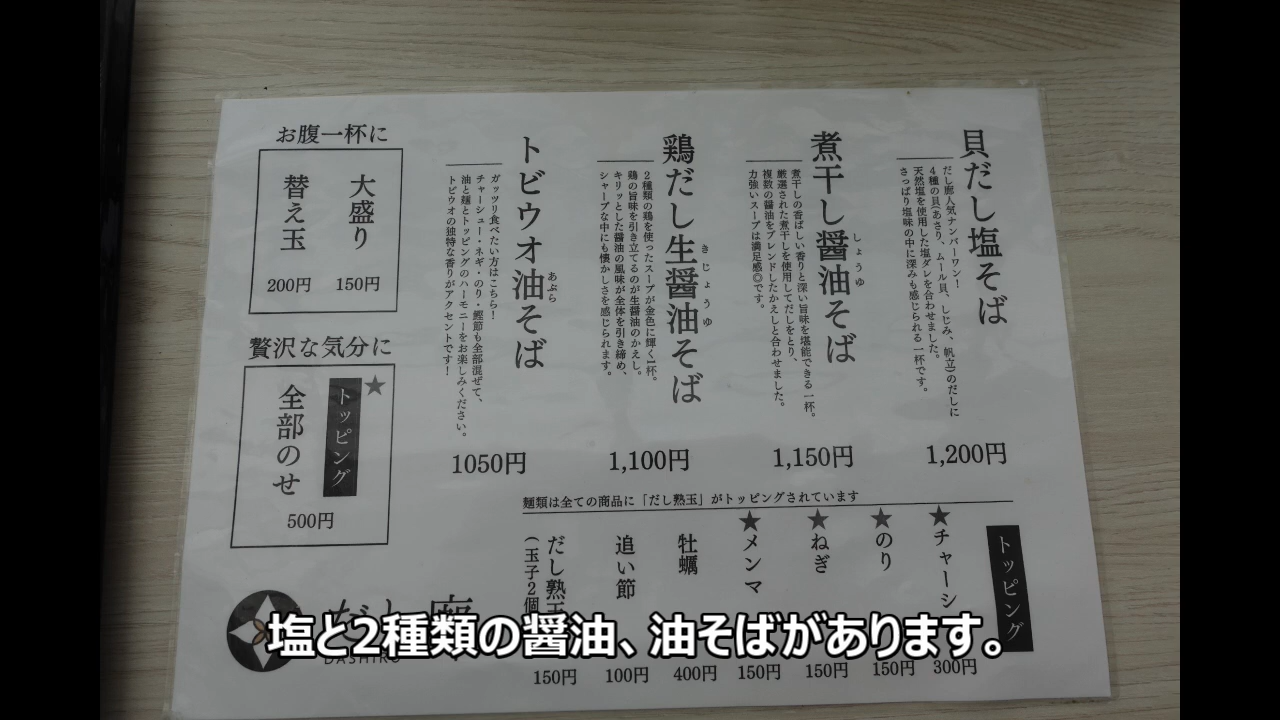 貝だし塩そば
だし廊人気ナンバーワン!
4種の貝(あさり、ムール貝、しじみ、帆立)のだしに
天然塩を使用した塩ダレを合わせました。
さっぱり塩味の中に深みも感じられる一杯です。
1,200円
煮干し醤油そば
しょうゆ
煮干しの香ばしい香りと深い旨味を堪能できる一杯。
厳選された煮干しを使用してだしをとり、
複数の醤油をブレンドしたかえしと合わせました。
力強いスープは満足感◎です。
1,150円
鶏だし生醤油そば
きじょうゆ
2種類の鶏を使ったスープが金色に輝く1杯。
鶏の旨味を引き立てるのが生醤油のかえし。
キリッとした醤油の風味が全体を引き締め、
シャープな中にも懐かしさを感じられます。
1,100円
トビウオ油そば
あぶら
ガッツリ食べたい方はこちら!
チャーシュー・ネギ・のり・鰹節も全部混ぜて、
油と麺とトッピングのハーモニーをお楽しみください。
トビウオの独特な香りがアクセントです!
1050円
お腹一杯に
大盛り
150円
替え玉
200円
贅沢な気分に
★
トッピング
全部のせ
500円
麺類は全ての商品に「だし熟玉」がトッピングされています
トッピング
★チャーシ
300円
★のり
150円
★ねぎ
150円
★メンマ
150円
牡蠣
400円
追い節
100円
だし熟玉
(玉子2個
150円
DASHIRO
塩と2種類の醤油、油そばがあります。